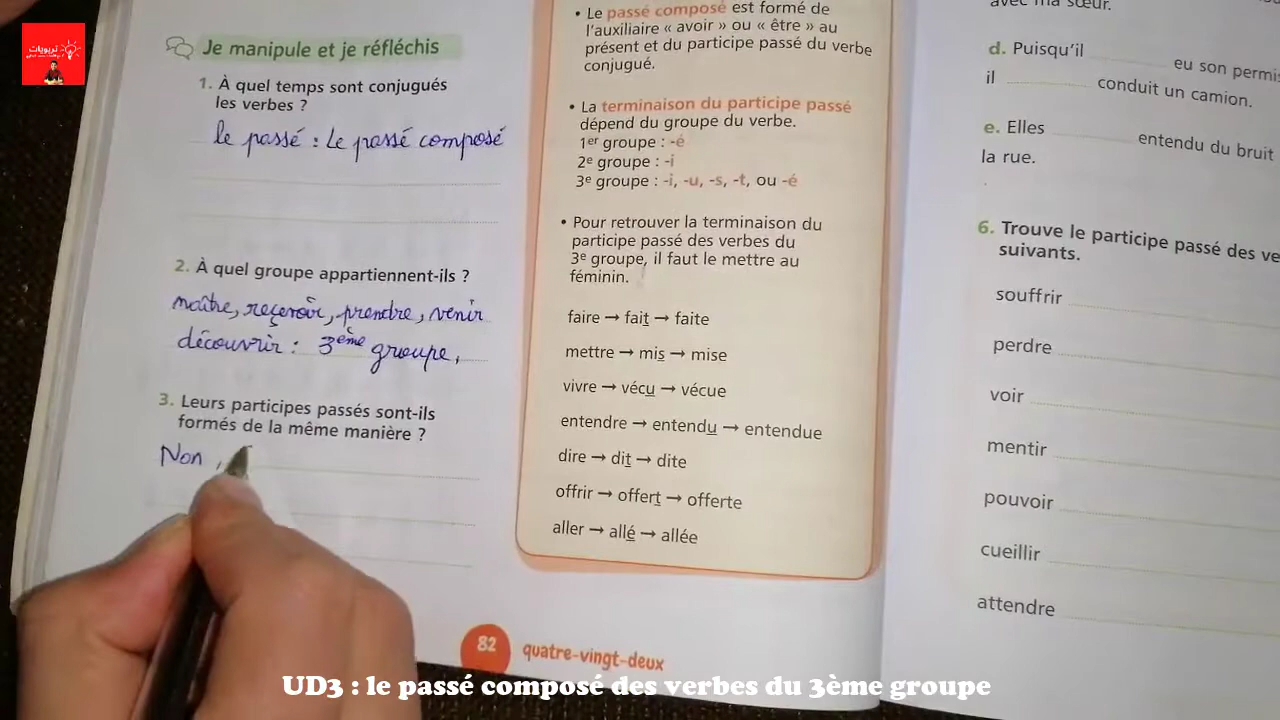 تربويات
Je manipule et je réfléchis
1. À quel temps sont conjugués
les verbes ?
le passé : Le passé composé
2. À quel groupe appartiennent-ils ?
naître, reçevoir, prendre, venir
découvrir : 3ème groupe,
3. Leurs participes passés sont-ils
formés de la même manière ?
Non ,
• Le passé composé est formé de
l'auxiliaire « avoir » ou « être » au
présent et du participe passé du verbe
conjugué.
• La terminaison du participe passé
dépend du groupe du verbe.
1er groupe : -é
2e groupe : -i
3e groupe : -i, -u, -s, -t, ou -é
• Pour retrouver la terminaison du
participe passé des verbes du
3e groupe, il faut le mettre au
féminin.
faire → fait → faite
mettre → mis → mise
vivre → vécu → vécue
entendre → entendu → entendue
dire → dit → dite
offrir → offert → offerte
aller → allé → allée
82 quatre-vingt-deux
avec ma sœur.
d. Puisqu'il eu son permis
il conduit un camion.
e. Elles entendu du bruit
la rue.
6. Trouve le participe passé des ve
suivants.
souffrir
perdre
voir
mentir
pouvoir
cueillir
attendre
UD3 : le passé composé des verbes du 3ème groupe